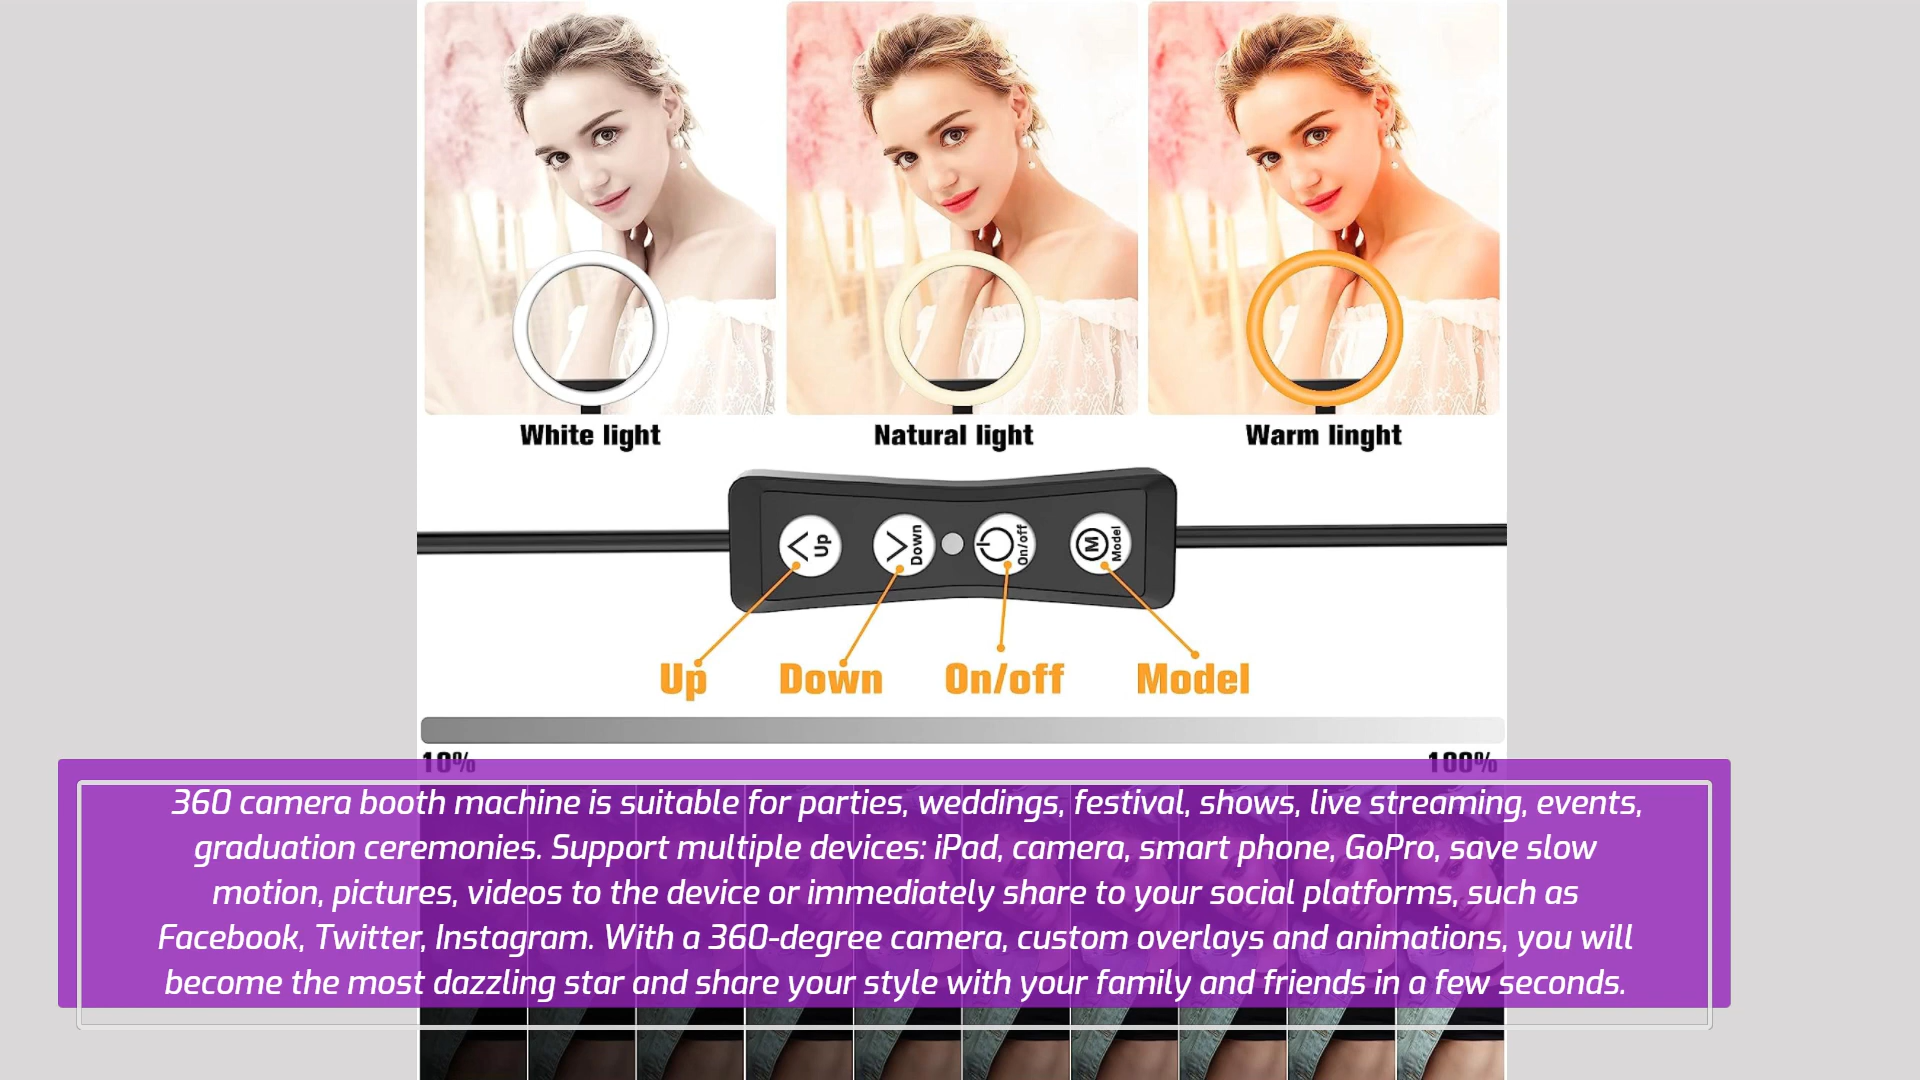 White light
Natural light
Warm linght
Up
Down
On/off
M
Model
Up
Down
On/off
Model
10%
100%
360 camera booth machine is suitable for parties, weddings, festival, shows, live streaming, events,
graduation ceremonies. Support multiple devices: iPad, camera, smart phone, GoPro, save slow
motion, pictures, videos to the device or immediately share to your social platforms, such as
Facebook, Twitter, Instagram. With a 360-degree camera, custom overlays and animations, you will
become the most dazzling star and share your style with your family and friends in a few seconds.